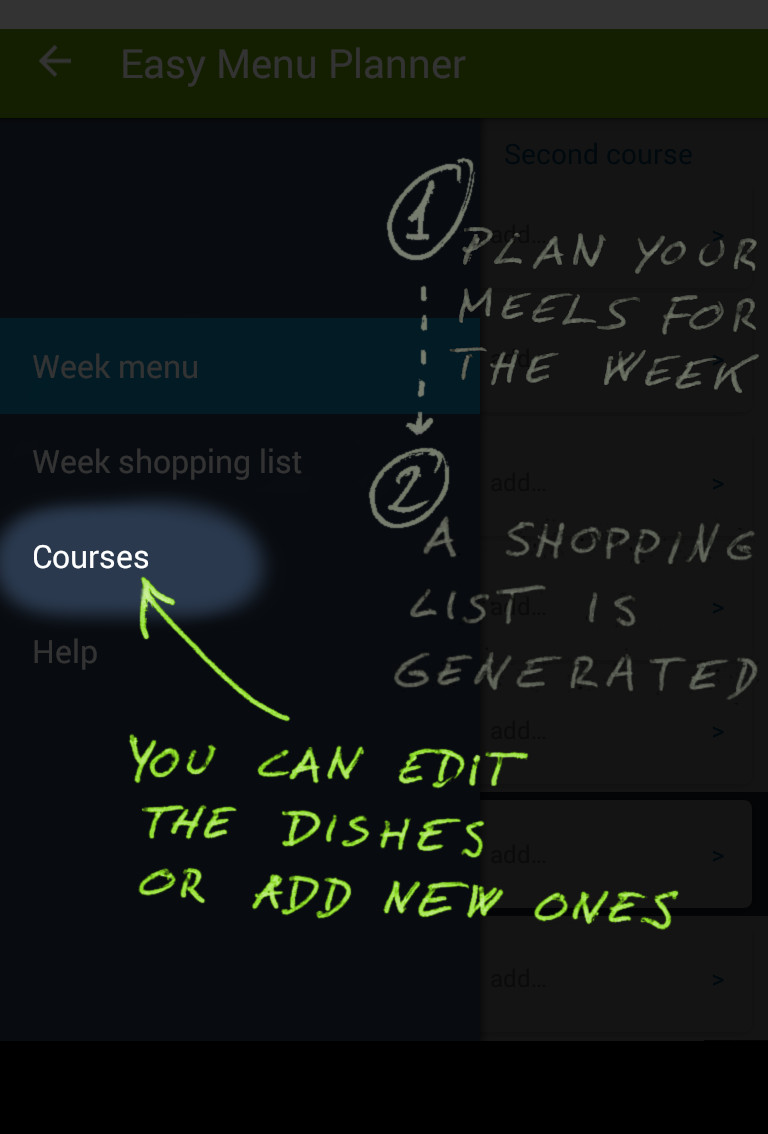 Easy Menu Planner
Second course
1
add... >
PLAN YOUR
MEELS FOR
THE WEEK
Week menu
Week shopping list
2
add... >
A SHOPPING
LIST IS
GENERATED
Courses
add... >
Help
add... >
YOU CAN EDIT
THE DISHES
OR ADD NEW ONES
add... >
add... >